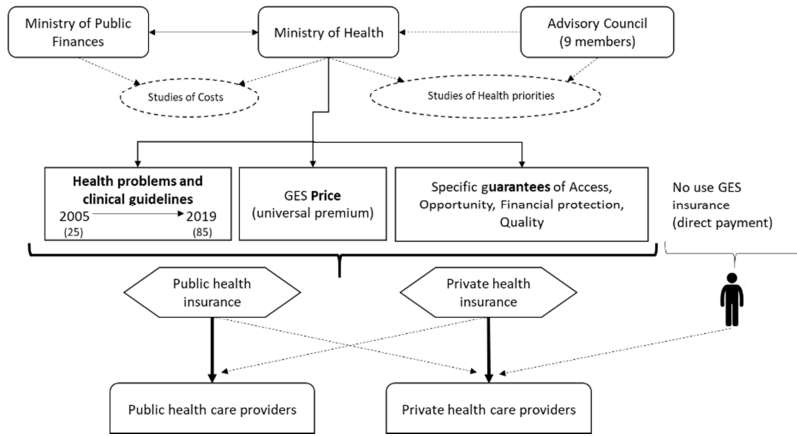 Ministry of Public
Finances
Ministry of Health
Advisory Council
(9 members)
Studies of Costs
Studies of Health priorities
Health problems and
clinical guidelines
2005 2019
(25) (85)
GES Price
(universal premium)
Specific guarantees of Access,
Opportunity, Financial protection,
Quality
No use GES
insurance
(direct payment)
Public health
insurance
Private health
insurance
Public health care providers
Private health care providers